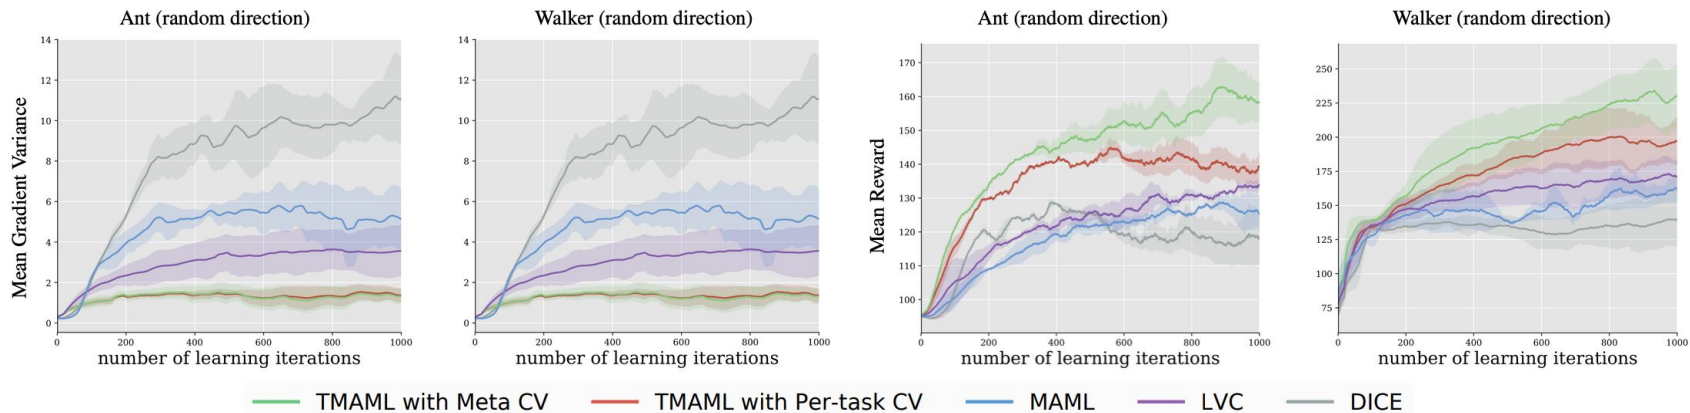 Ant (random direction)
Walker (random direction)
Ant (random direction)
Walker (random direction)
Mean Gradient Variance
14
12
10
8
6
4
2
0
0 200 400 600 800 1000
number of learning iterations
14
12
10
8
6
4
2
0
0 200 400 600 800 1000
number of learning iterations
Mean Reward
170
160
150
140
130
120
110
100
0 200 400 600 800 1000
number of learning iterations
250
225
200
175
150
125
100
75
0 200 400 600 800 1000
number of learning iterations
TMAML with Meta CV TMAML with Per-task CV MAML LVC DICE